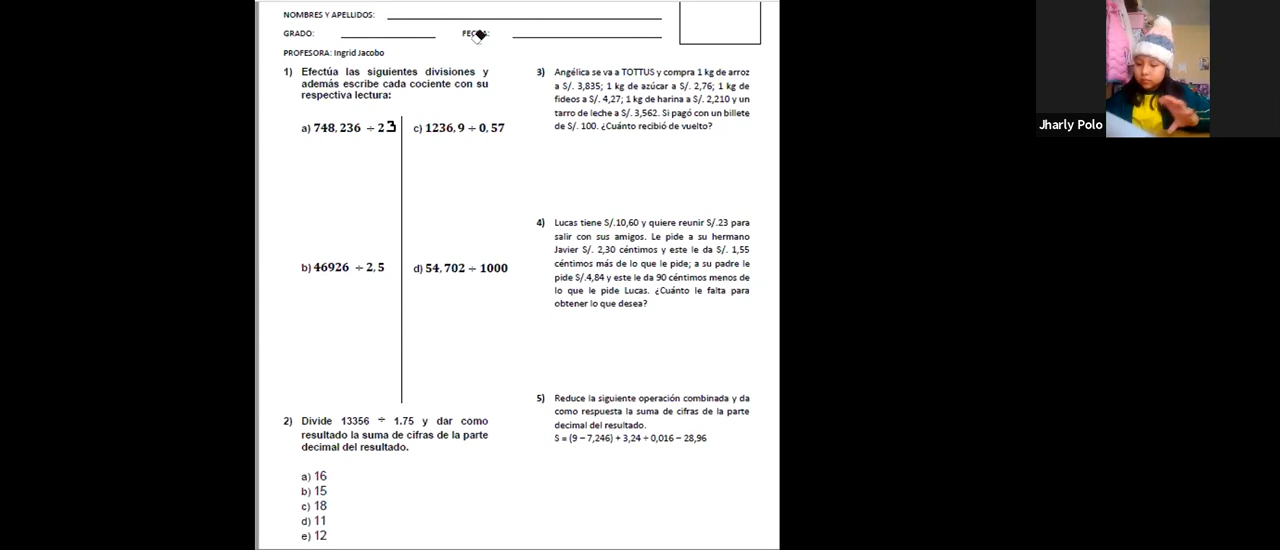 NOMBRES Y APELLIDOS:
GRADO:
PROFESORA: Ingrid Jacobo
1) Efectúa las siguientes divisiones y
además escribe cada cociente con su
respectiva lectura:
a) 748,236 ÷ 23
c) 1236,9 ÷ 0,57
b) 46926 ÷ 2,5
d) 54,702 ÷ 1000
2) Divide 13356 ÷ 1.75 y dar como
resultado la suma de cifras de la parte
decimal del resultado.
a) 16
b) 15
c) 18
d) 11
e) 12
3) Angélica se va a TOTTUS y compra 1 kg de arroz
a S/. 3,835; 1 kg de azúcar a S/. 2,76; 1 kg de
fideos a S/. 4,27; 1 kg de harina a S/. 2,210 y un
tarro de leche a S/. 3,562. Si pagó con un billete
de S/. 100. ¿Cuánto recibió de vuelto?
4) Lucas tiene S/.10,60 y quiere reunir S/.23 para
salir con sus amigos. Le pide a su hermano
Javier S/. 2,30 céntimos y este le da S/. 1,55
céntimos más de lo que le pide; a su padre le
pide S/.4,84 y este le da 90 céntimos menos de
lo que le pide Lucas. ¿Cuánto le falta para
obtener lo que desea?
5) Reduce la siguiente operación combinada y da
como respuesta la suma de cifras de la parte
decimal del resultado.
S = (9 – 7,246) + 3,24 ÷ 0,016 – 28,96
Jharly Polo